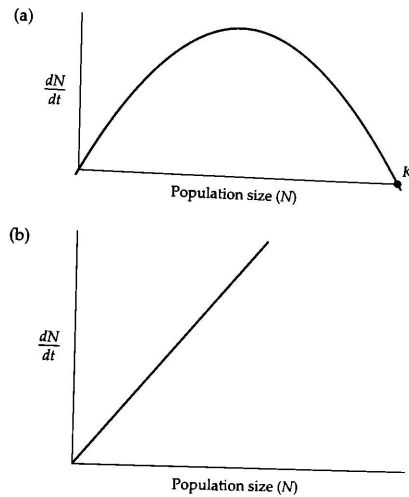 (a)
dN
dt
K
Population size (N)
(b)
dN
dt
Population size (N)